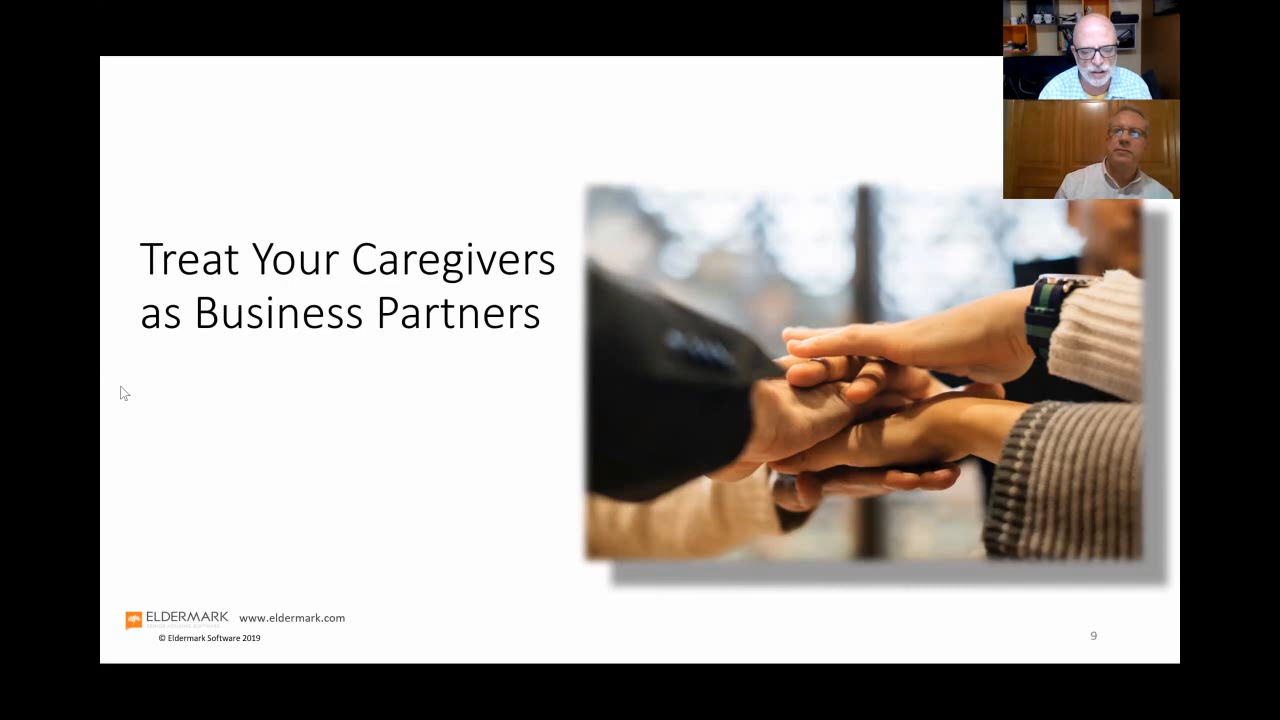 Treat Your Caregivers
as Business Partners
ELDERMARK
www.eldermark.com
© Eldermark Software 2019
9